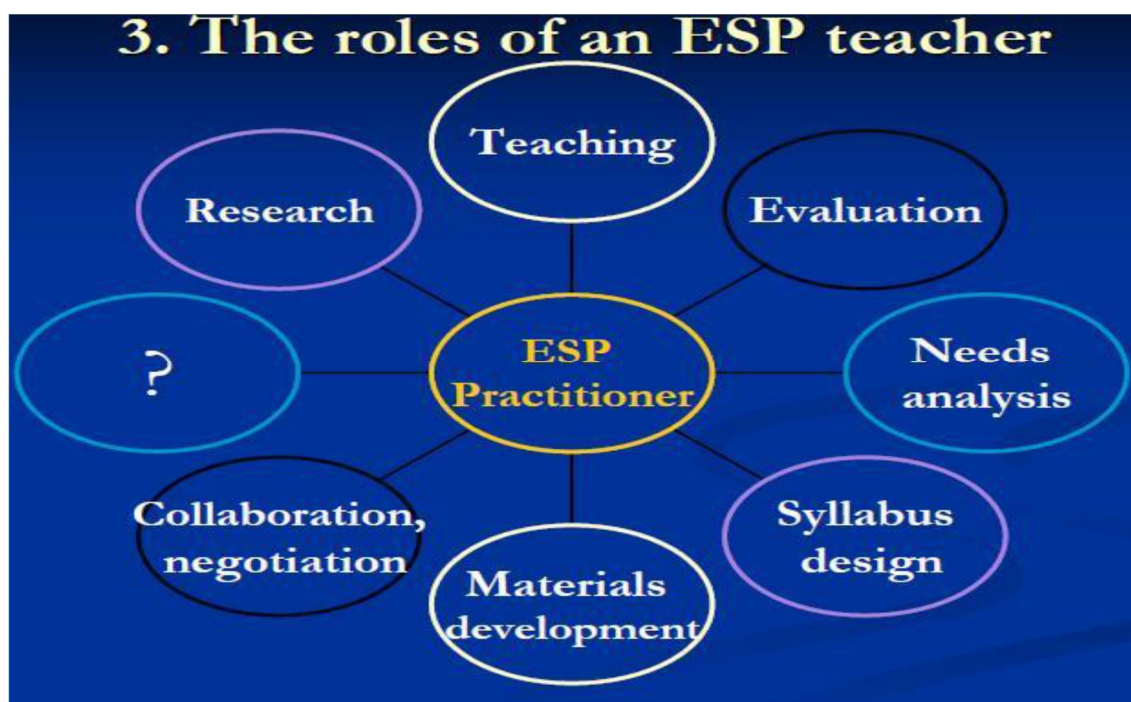 3. The roles of an ESP teacher
Teaching
Research
Evaluation
?
ESP
Practitioner
Needs
analysis
Collaboration,
negotiation
Syllabus
design
Materials
development